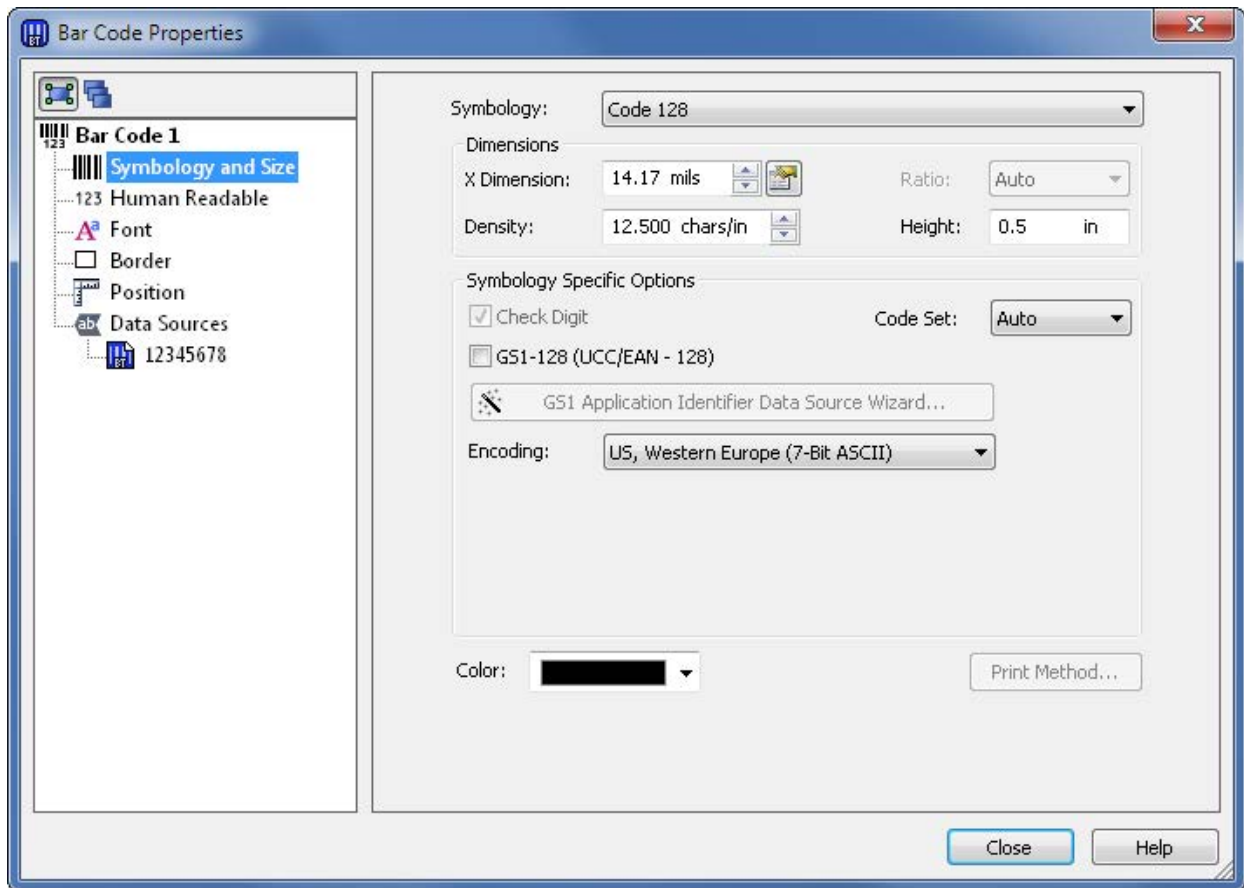 Bar Code Properties
Bar Code 1
Symbology and Size
123 Human Readable
Font
Border
Position
Data Sources
12345678
Symbology: Code 128
Dimensions
X Dimension: 14.17 mils Ratio: Auto
Density: 12.500 chars/in Height: 0.5 in
Symbology Specific Options
Check Digit Code Set: Auto
GS1-128 (UCC/EAN - 128)
GS1 Application Identifier Data Source Wizard...
Encoding: US, Western Europe (7-Bit ASCII)
Color: Print Method...
Close Help